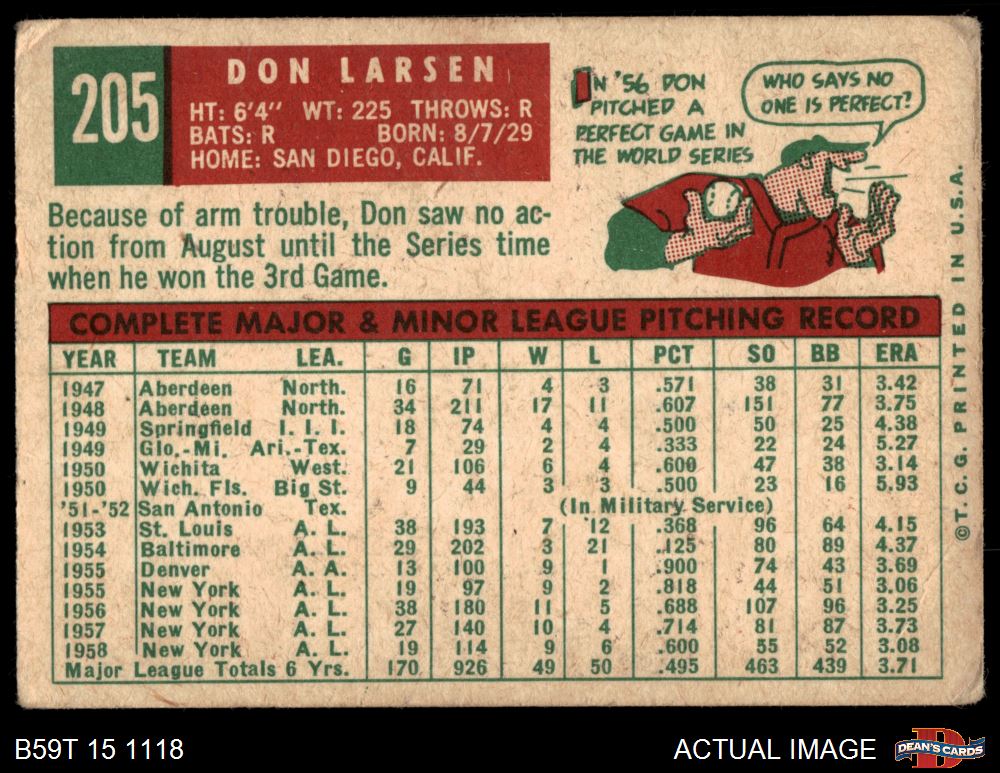 205
DON LARSEN
HT: 6'4" WT: 225 THROWS: R
BATS: R BORN: 8/7/29
HOME: SAN DIEGO, CALIF.
IN '56 DON
PITCHED A
PERFECT GAME IN
THE WORLD SERIES
WHO SAYS NO
ONE IS PERFECT?
Because of arm trouble, Don saw no ac-
tion from August until the Series time
when he won the 3rd Game.
COMPLETE MAJOR & MINOR LEAGUE PITCHING RECORD
YEAR TEAM LEA. G IP W L PCT SO BB ERA
1947 Aberdeen North. 16 71 4 3 .571 38 31 3.42
1948 Aberdeen North. 34 211 17 11 .607 151 77 3.75
1949 Springfield I. I. I. 18 74 4 4 .500 50 25 4.38
1949 Glo.-Mi. Ari.-Tex. 7 29 2 4 .333 22 24 5.27
1950 Wichita West. 21 106 6 4 .600 47 38 3.14
1950 Wich. Fls. Big St. 9 44 3 3 .500 23 16 5.93
'51-'52 San Antonio Tex. (In Military Service)
1953 St. Louis A. L. 38 193 7 12 .368 96 64 4.15
1954 Baltimore A. L. 29 202 3 21 .125 80 89 4.37
1955 Denver A. A. 13 100 9 1 .900 74 43 3.69
1955 New York A. L. 19 97 9 2 .818 44 51 3.06
1956 New York A. L. 38 180 11 5 .688 107 96 3.25
1957 New York A. L. 27 140 10 4 .714 81 87 3.73
1958 New York A. L. 19 114 9 6 .600 55 52 3.08
Major League Totals 6 Yrs. 170 926 49 50 .495 463 439 3.71
© T. C. G. PRINTED IN U.S.A.
B59T 15 1118
ACTUAL IMAGE
DEAN'S CARDS